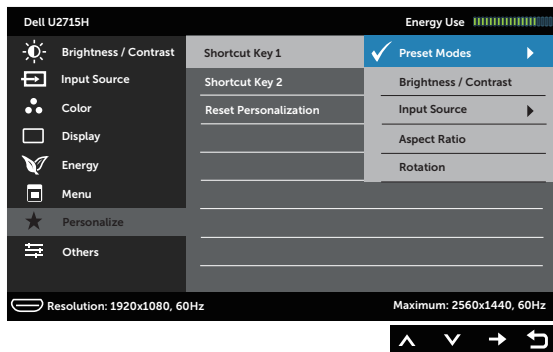 Dell U2715H
Energy Use
Brightness / Contrast
Input Source
Color
Display
Energy
Menu
Personalize
Others
Shortcut Key 1
Shortcut Key 2
Reset Personalization
Preset Modes
Brightness / Contrast
Input Source
Aspect Ratio
Rotation
Resolution: 1920x1080, 60Hz
Maximum: 2560x1440, 60Hz